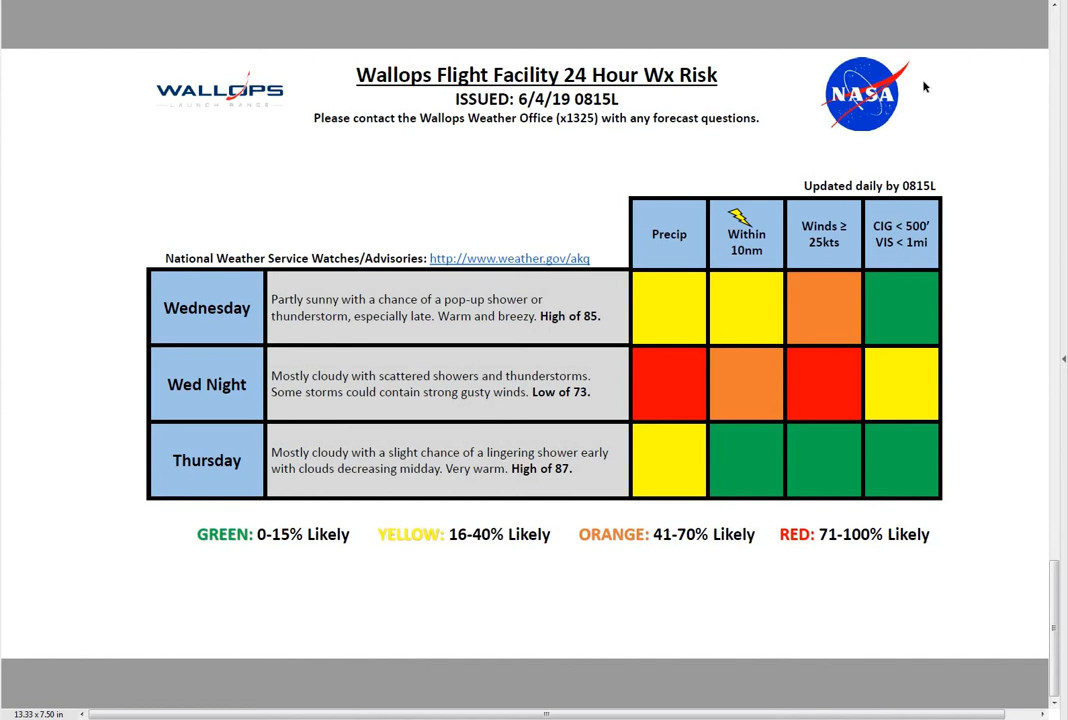 Wallops Flight Facility 24 Hour Wx Risk
WALLOPS
LAUNCH RANGE
NASA
ISSUED: 6/4/19 0815L
Please contact the Wallops Weather Office (x1325) with any forecast questions.
Updated daily by 0815L
Precip
Within
10nm
Winds ≥
25kts
CIG < 500’
VIS < 1mi
National Weather Service Watches/Advisories: http://www.weather.gov/akq
Wednesday
Partly sunny with a chance of a pop-up shower or
thunderstorm, especially late. Warm and breezy. High of 85.
Wed Night
Mostly cloudy with scattered showers and thunderstorms.
Some storms could contain strong gusty winds. Low of 73.
Thursday
Mostly cloudy with a slight chance of a lingering shower early
with clouds decreasing midday. Very warm. High of 87.
GREEN: 0-15% Likely YELLOW: 16-40% Likely ORANGE: 41-70% Likely RED: 71-100% Likely
13.33 x 7.50 in